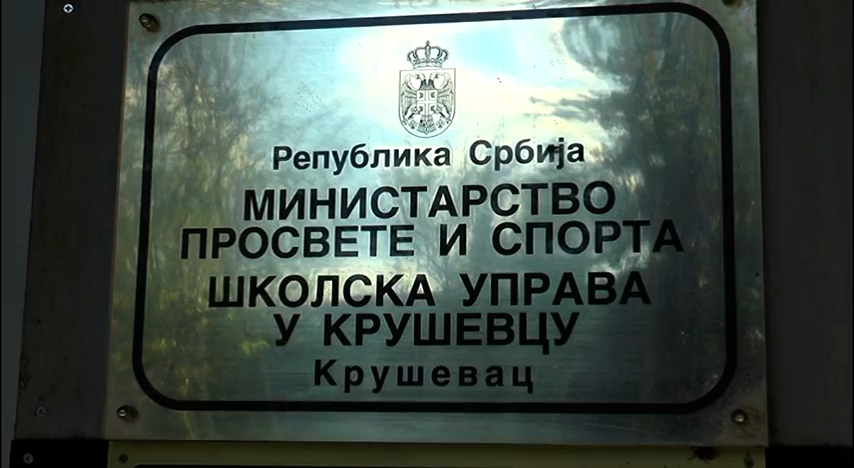 Република Србија
МИНИСТАРСТВО
ПРОСВЕТЕ И СПОРТА
ШКОЛСКА УПРАВА
У КРУШЕВЦУ
Крушевац